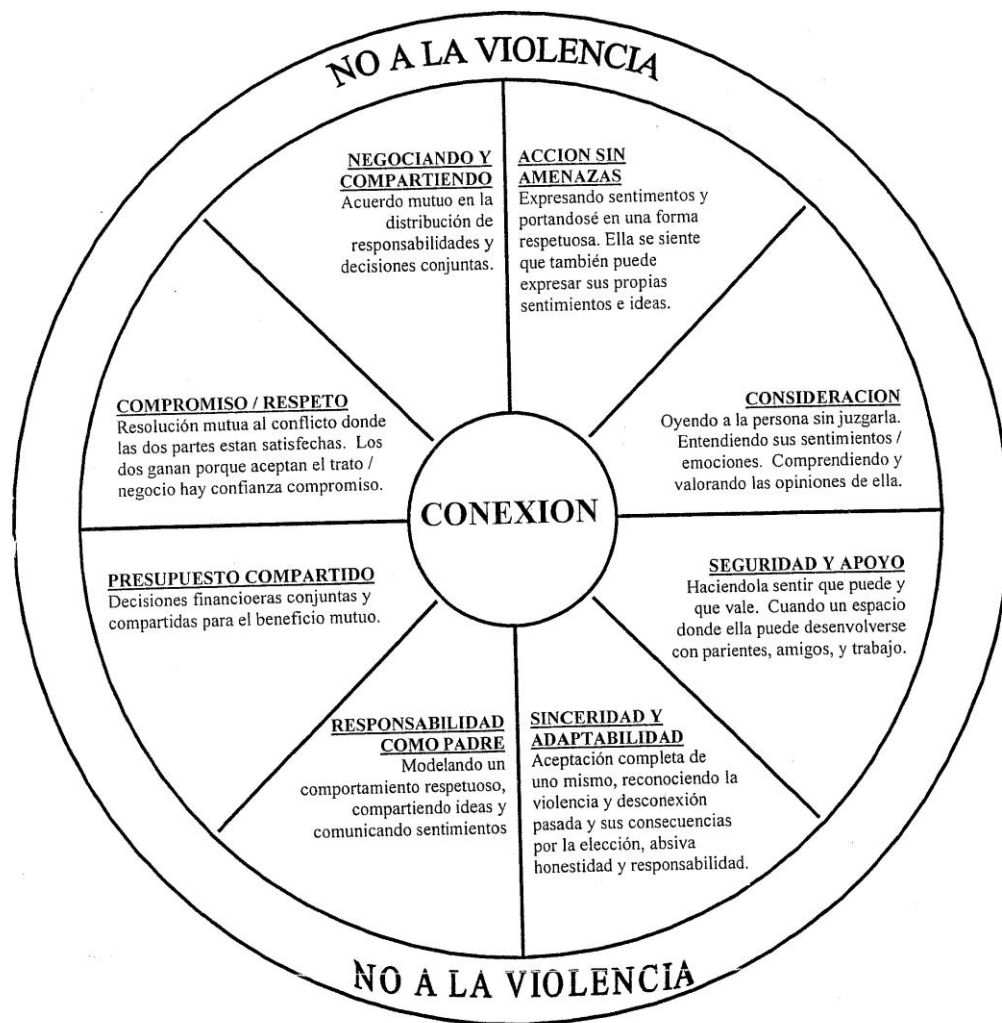 NO A LA VIOLENCIA
NEGOCIANDO Y
COMPARTIENDO
Acuerdo mutuo en la
distribución de
responsabilidades y
decisiones conjuntas.
ACCION SIN
AMENAZAS
Expresando sentimentos y
portandosé en una forma
respetuosa. Ella se siente
que también puede
expresar sus propias
sentimientos e ideas.
COMPROMISO / RESPETO
Resolución mutua al conflicto donde
las dos partes estan satisfechas. Los
dos ganan porque aceptan el trato /
negocio hay confianza compromiso.
CONSIDERACION
Oyendo a la persona sin juzgarla.
Entendiendo sus sentimientos /
emociones. Comprendiendo y
valorando las opiniones de ella.
CONEXION
PRESUPUESTO COMPARTIDO
Decisiones financioeras conjuntas y
compartidas para el beneficio mutuo.
SEGURIDAD Y APOYO
Haciendola sentir que puede y
que vale. Cuando un espacio
donde ella puede desenvolverse
con parientes, amigos, y trabajo.
RESPONSABILIDAD
COMO PADRE
Modelando un
comportamiento respetuoso,
compartiendo ideas y
comunicando sentimientos
SINCERIDAD Y
ADAPTABILIDAD
Aceptación completa de
uno mismo, reconociendo la
violencia y desconexión
pasada y sus consecuencias
por la elección, absiva
honestidad y responsabilidad.
NO A LA VIOLENCIA